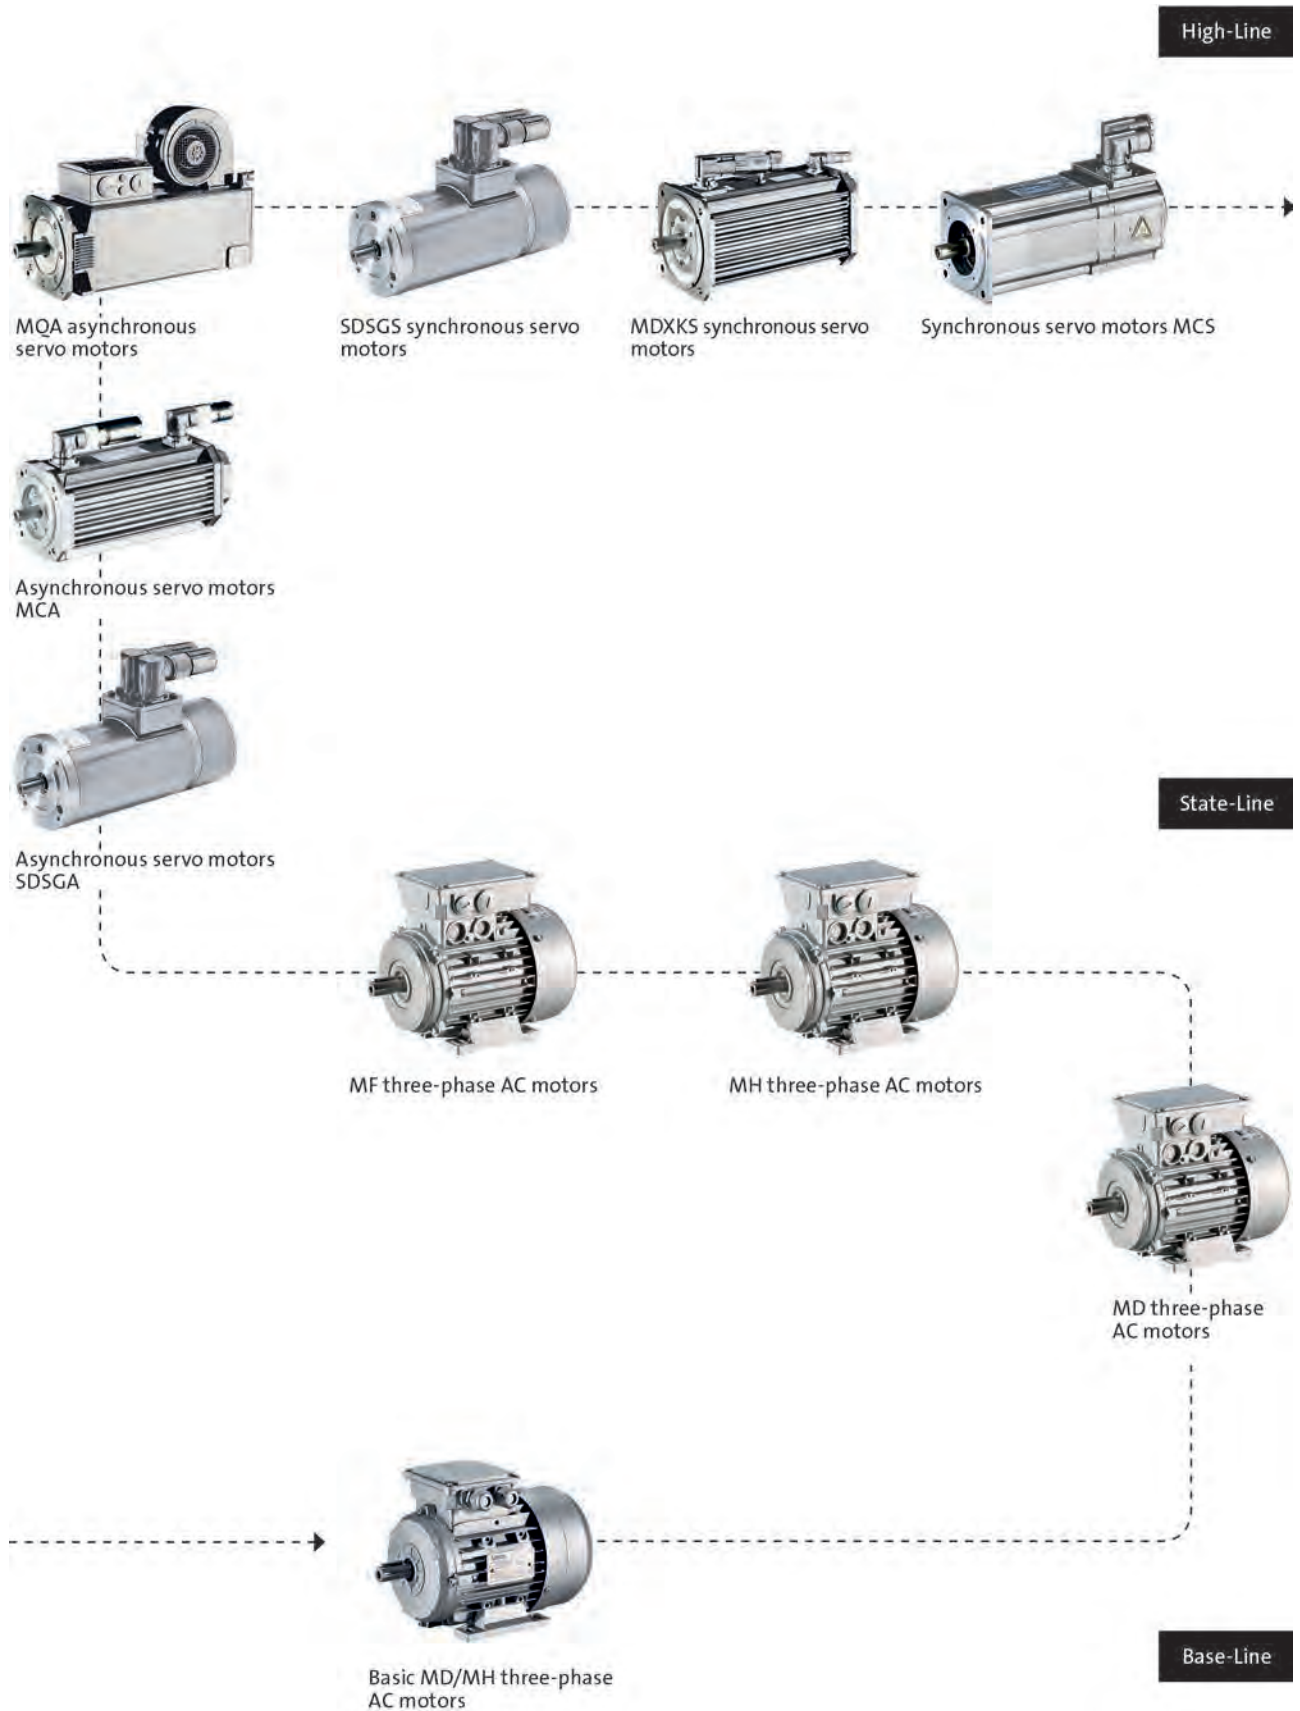 High-Line
MQA asynchronous
servo motors
SDSGS synchronous servo
motors
MDXKS synchronous servo
motors
Synchronous servo motors MCS
Asynchronous servo motors
MCA
State-Line
Asynchronous servo motors
SDSGA
MF three-phase AC motors
MH three-phase AC motors
MD three-phase
AC motors
Basic MD/MH three-phase
AC motors
Base-Line